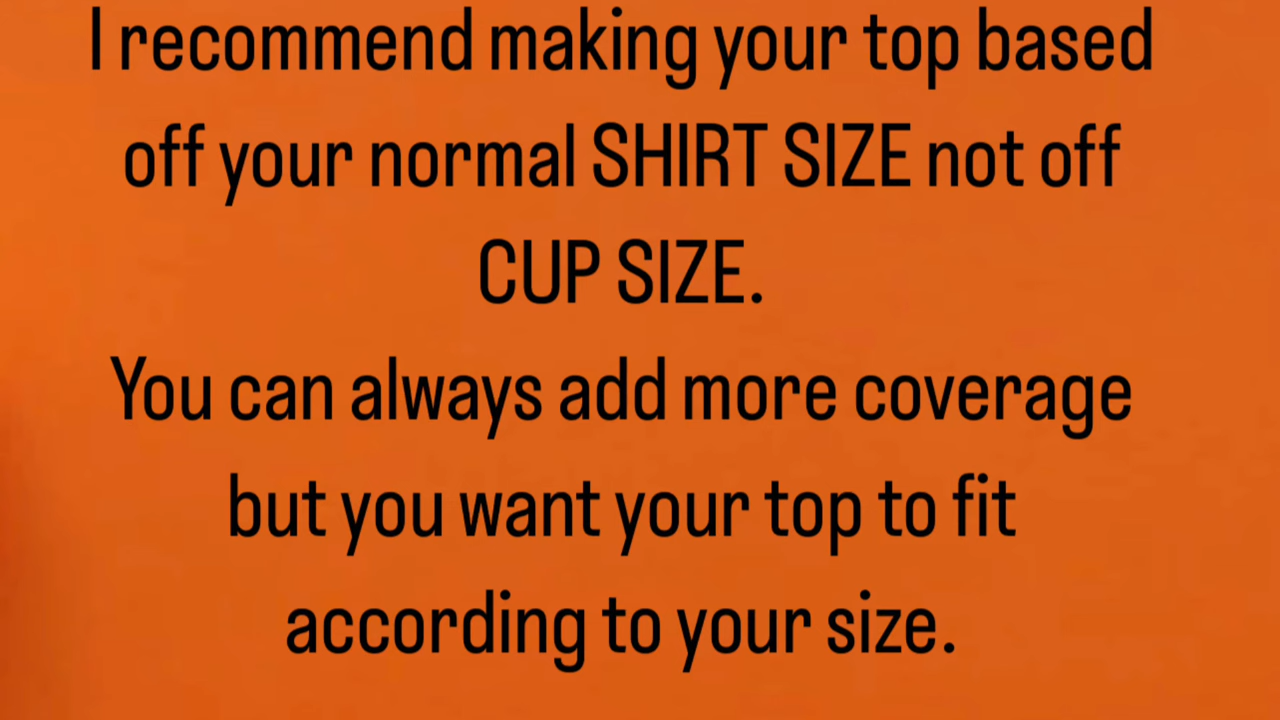 I recommend making your top based
off your normal SHIRT SIZE not off
CUP SIZE.
You can always add more coverage
but you want your top to fit
according to your size.